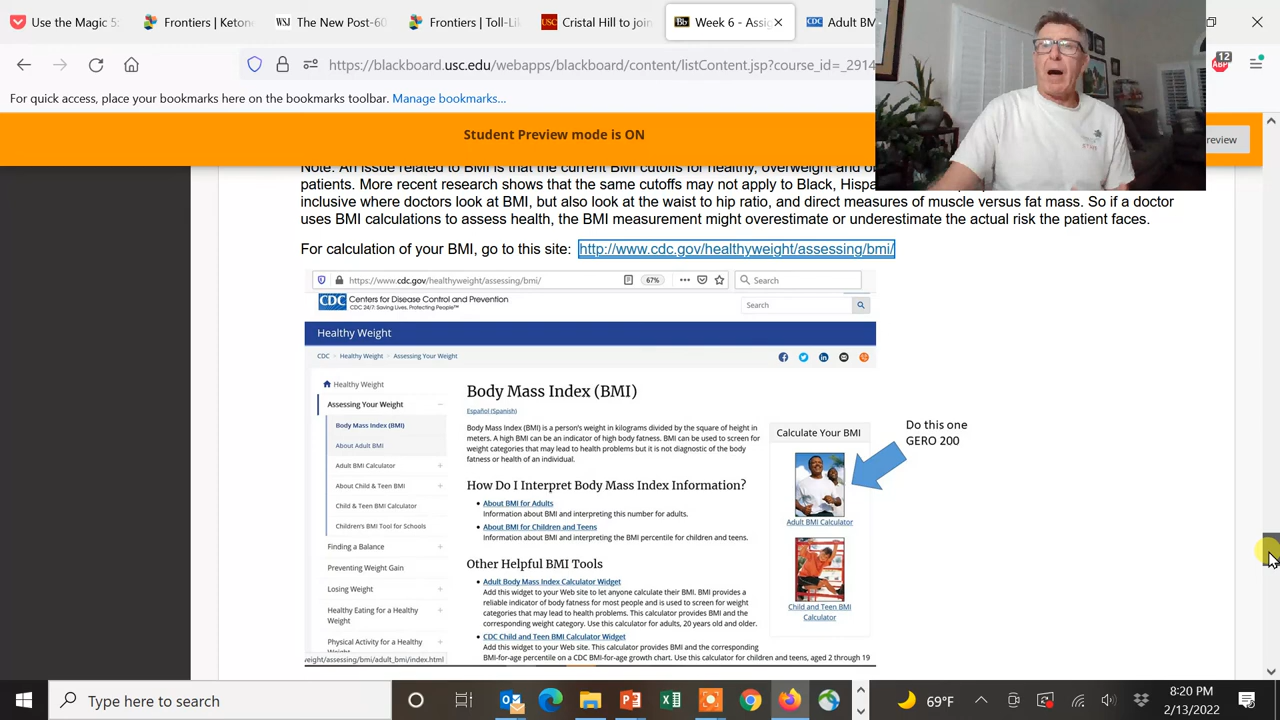 Use the Magic 5:
Frontiers | Ketone
WSJ The New Post-60
Frontiers | Toll-Lik
USC Cristal Hill to join
Bb Week 6 - Assig
CDC Adult BM
https://blackboard.usc.edu/webapps/blackboard/content/listContent.jsp?course_id=_2914
12
ABP
For quick access, place your bookmarks here on the bookmarks toolbar. Manage bookmarks...
Student Preview mode is ON
review
Note: An issue related to BMI is that the current BMI cutoffs for healthy, overweight and o
patients. More recent research shows that the same cutoffs may not apply to Black, Hispa
inclusive where doctors look at BMI, but also look at the waist to hip ratio, and direct measures of muscle versus fat mass. So if a doctor
uses BMI calculations to assess health, the BMI measurement might overestimate or underestimate the actual risk the patient faces.
For calculation of your BMI, go to this site: http://www.cdc.gov/healthyweight/assessing/bmi/
https://www.cdc.gov/healthyweight/assessing/bmi/
67%
Search
CDC Centers for Disease Control and Prevention
CDC 24/7: Saving Lives, Protecting People™
Search
Healthy Weight
CDC Healthy Weight Assessing Your Weight
Healthy Weight
Assessing Your Weight
Body Mass Index (BMI)
About Adult BMI
Adult BMI Calculator
About Child & Teen BMI
Child & Teen BMI Calculator
Children's BMI Tool for Schools
Finding a Balance
Preventing Weight Gain
Losing Weight
Healthy Eating for a Healthy
Weight
Physical Activity for a Healthy
Weight
Body Mass Index (BMI)
Español (Spanish)
Body Mass Index (BMI) is a person's weight in kilograms divided by the square of height in
meters. A high BMI can be an indicator of high body fatness. BMI can be used to screen for
weight categories that may lead to health problems but it is not diagnostic of the body
fatness or health of an individual.
How Do I Interpret Body Mass Index Information?
About BMI for Adults
Information about BMI and interpreting this number for adults.
About BMI for Children and Teens
Information about BMI and interpreting the BMI percentile for children and teens.
Other Helpful BMI Tools
Adult Body Mass Index Calculator Widget
Add this widget to your Web site to let anyone calculate their BMI. BMI provides a
reliable indicator of body fatness for most people and is used to screen for weight
categories that may lead to health problems. This calculator provides BMI and the
corresponding weight category. Use this calculator for adults, 20 years old and older.
CDC Child and Teen BMI Calculator Widget
Add this widget to your Web site. This calculator provides BMI and the corresponding
BMI-for-age percentile on a CDC BMI-for-age growth chart. Use this calculator for children and teens, aged 2 through 19
Calculate Your BMI
Adult BMI Calculator
Child and Teen BMI
Calculator
Do this one
GERO 200
eight/assessing/bmi/adult_bmi/index.html
Type here to search
69°F
8:20 PM
2/13/2022